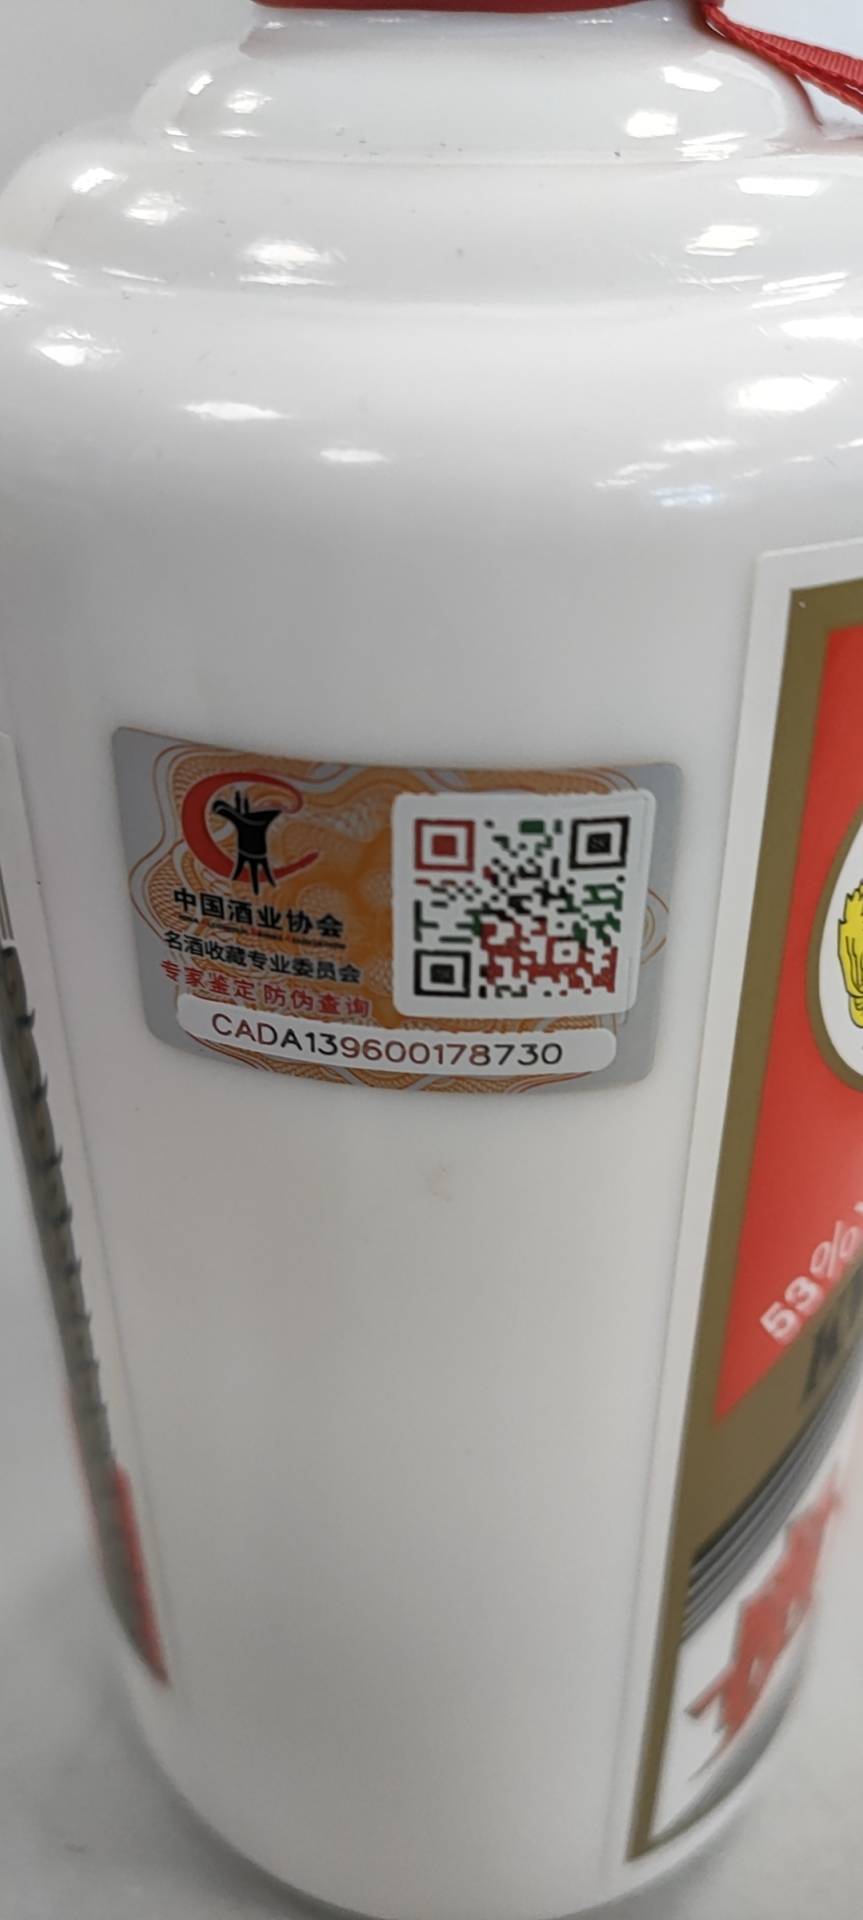 中国酒业协会
名酒收藏专业委员会
专家鉴定 防伪查询
CADA139600178730
53%